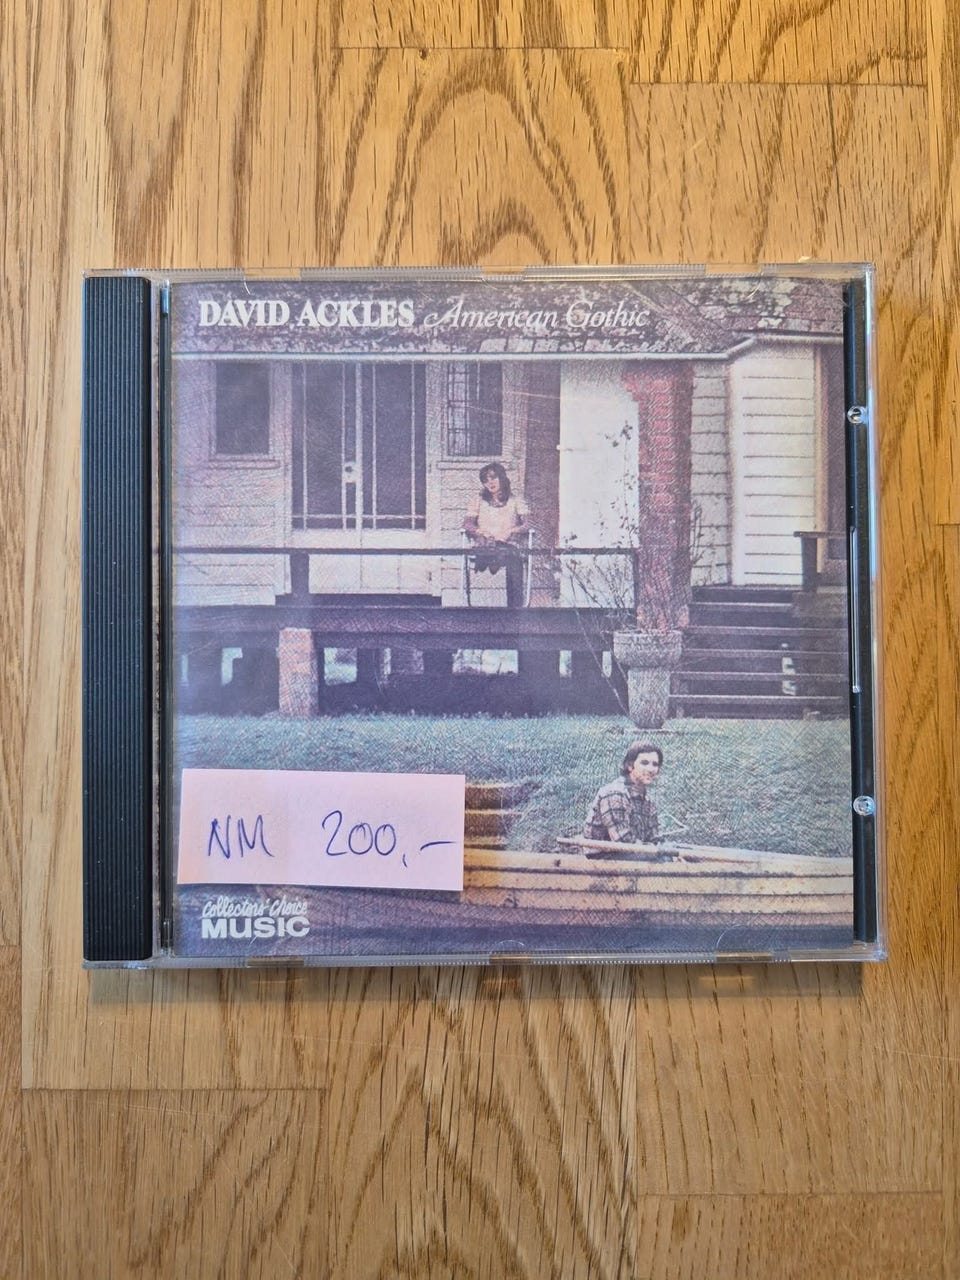 DAVID ACKLES American Gothic
NM 200,-
collectors' choice
MUSIC